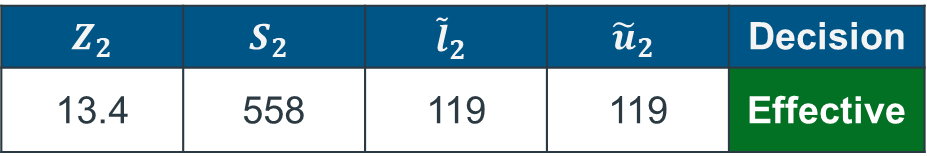 Z₂ S₂ l̃₂ ũ₂ Decision
13.4 558 119 119 Effective